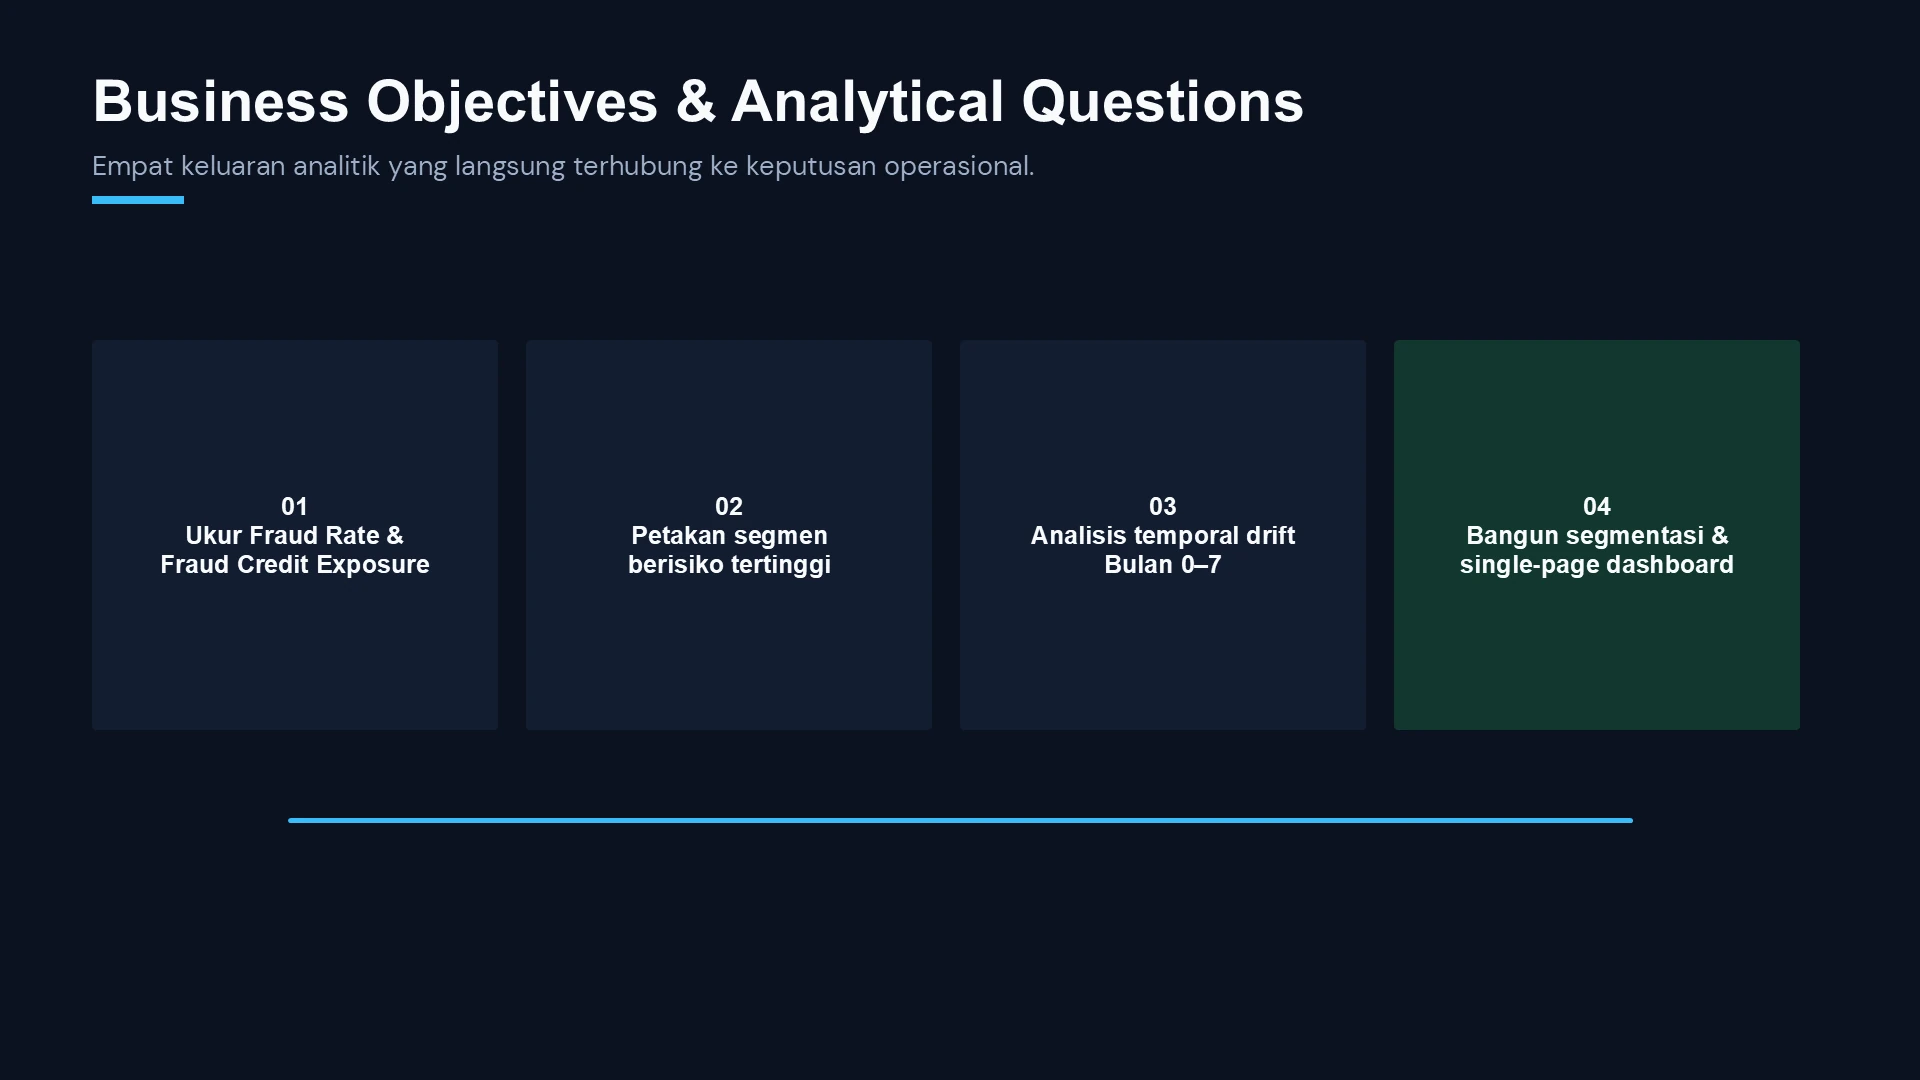 Business Objectives & Analytical Questions
Empat keluaran analitik yang langsung terhubung ke keputusan operasional.
01
Ukur Fraud Rate &
Fraud Credit Exposure
02
Petakan segmen
berisiko tertinggi
03
Analisis temporal drift
Bulan 0–7
04
Bangun segmentasi &
single-page dashboard